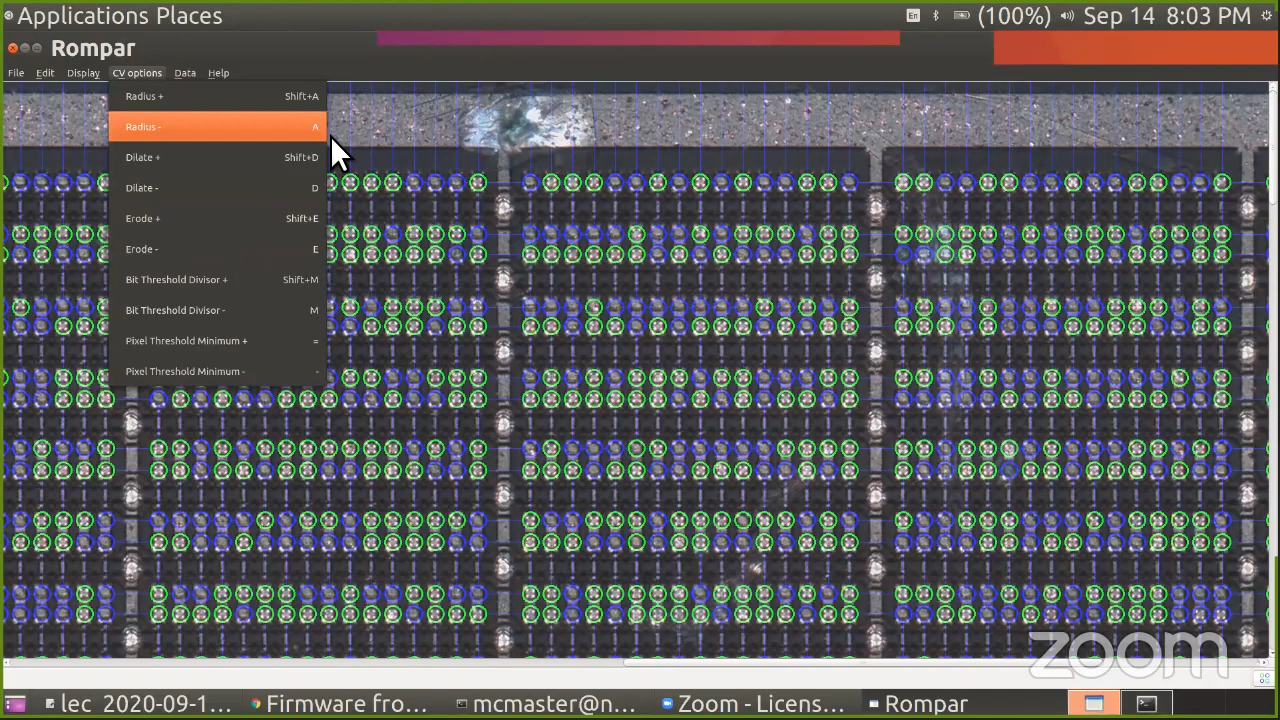 Applications Places
En (100%) Sep 14 8:03 PM
Rompar
File Edit Display CV options Data Help
Radius + Shift+A
Radius - A
Dilate + Shift+D
Dilate - D
Erode + Shift+E
Erode - E
Bit Threshold Divisor + Shift+M
Bit Threshold Divisor - M
Pixel Threshold Minimum + =
Pixel Threshold Minimum - -
zoom
lec 2020-09-1... Firmware fro... mcmaster@n... Zoom - Licens... Rompar